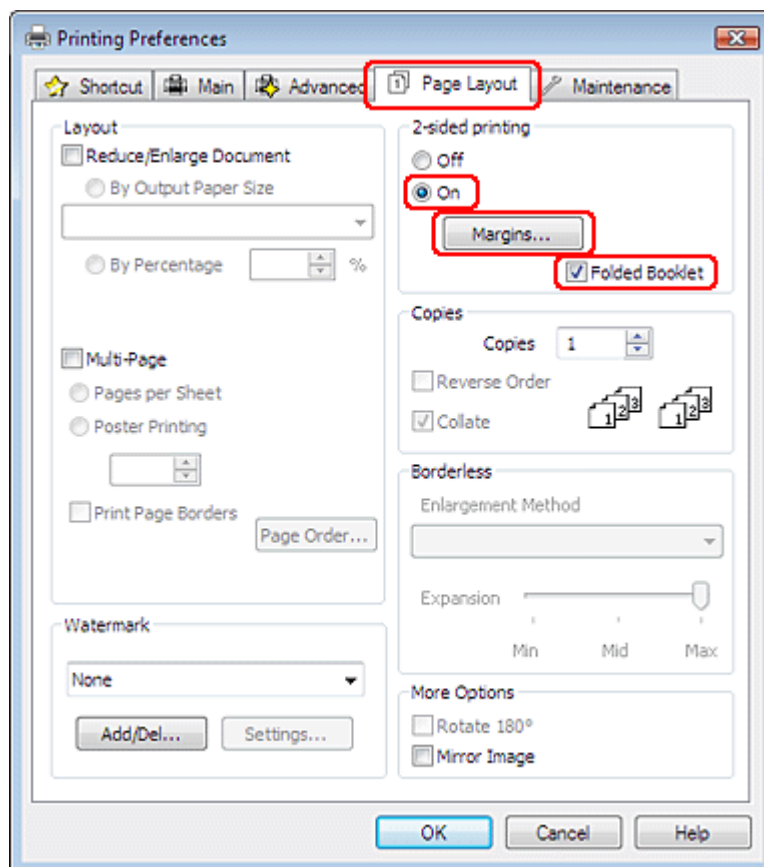 Printing Preferences
Shortcut Main Advanced 1 Page Layout Maintenance
Layout
Reduce/Enlarge Document
By Output Paper Size
By Percentage %
Multi-Page
Pages per Sheet
Poster Printing
Print Page Borders
Page Order...
Watermark
None
Add/Del... Settings...
2-sided printing
Off
On
Margins...
Folded Booklet
Copies
Copies 1
Reverse Order
Collate
1 2 3 1 2 3
Borderless
Enlargement Method
Expansion
Min Mid Max
More Options
Rotate 180°
Mirror Image
OK Cancel Help